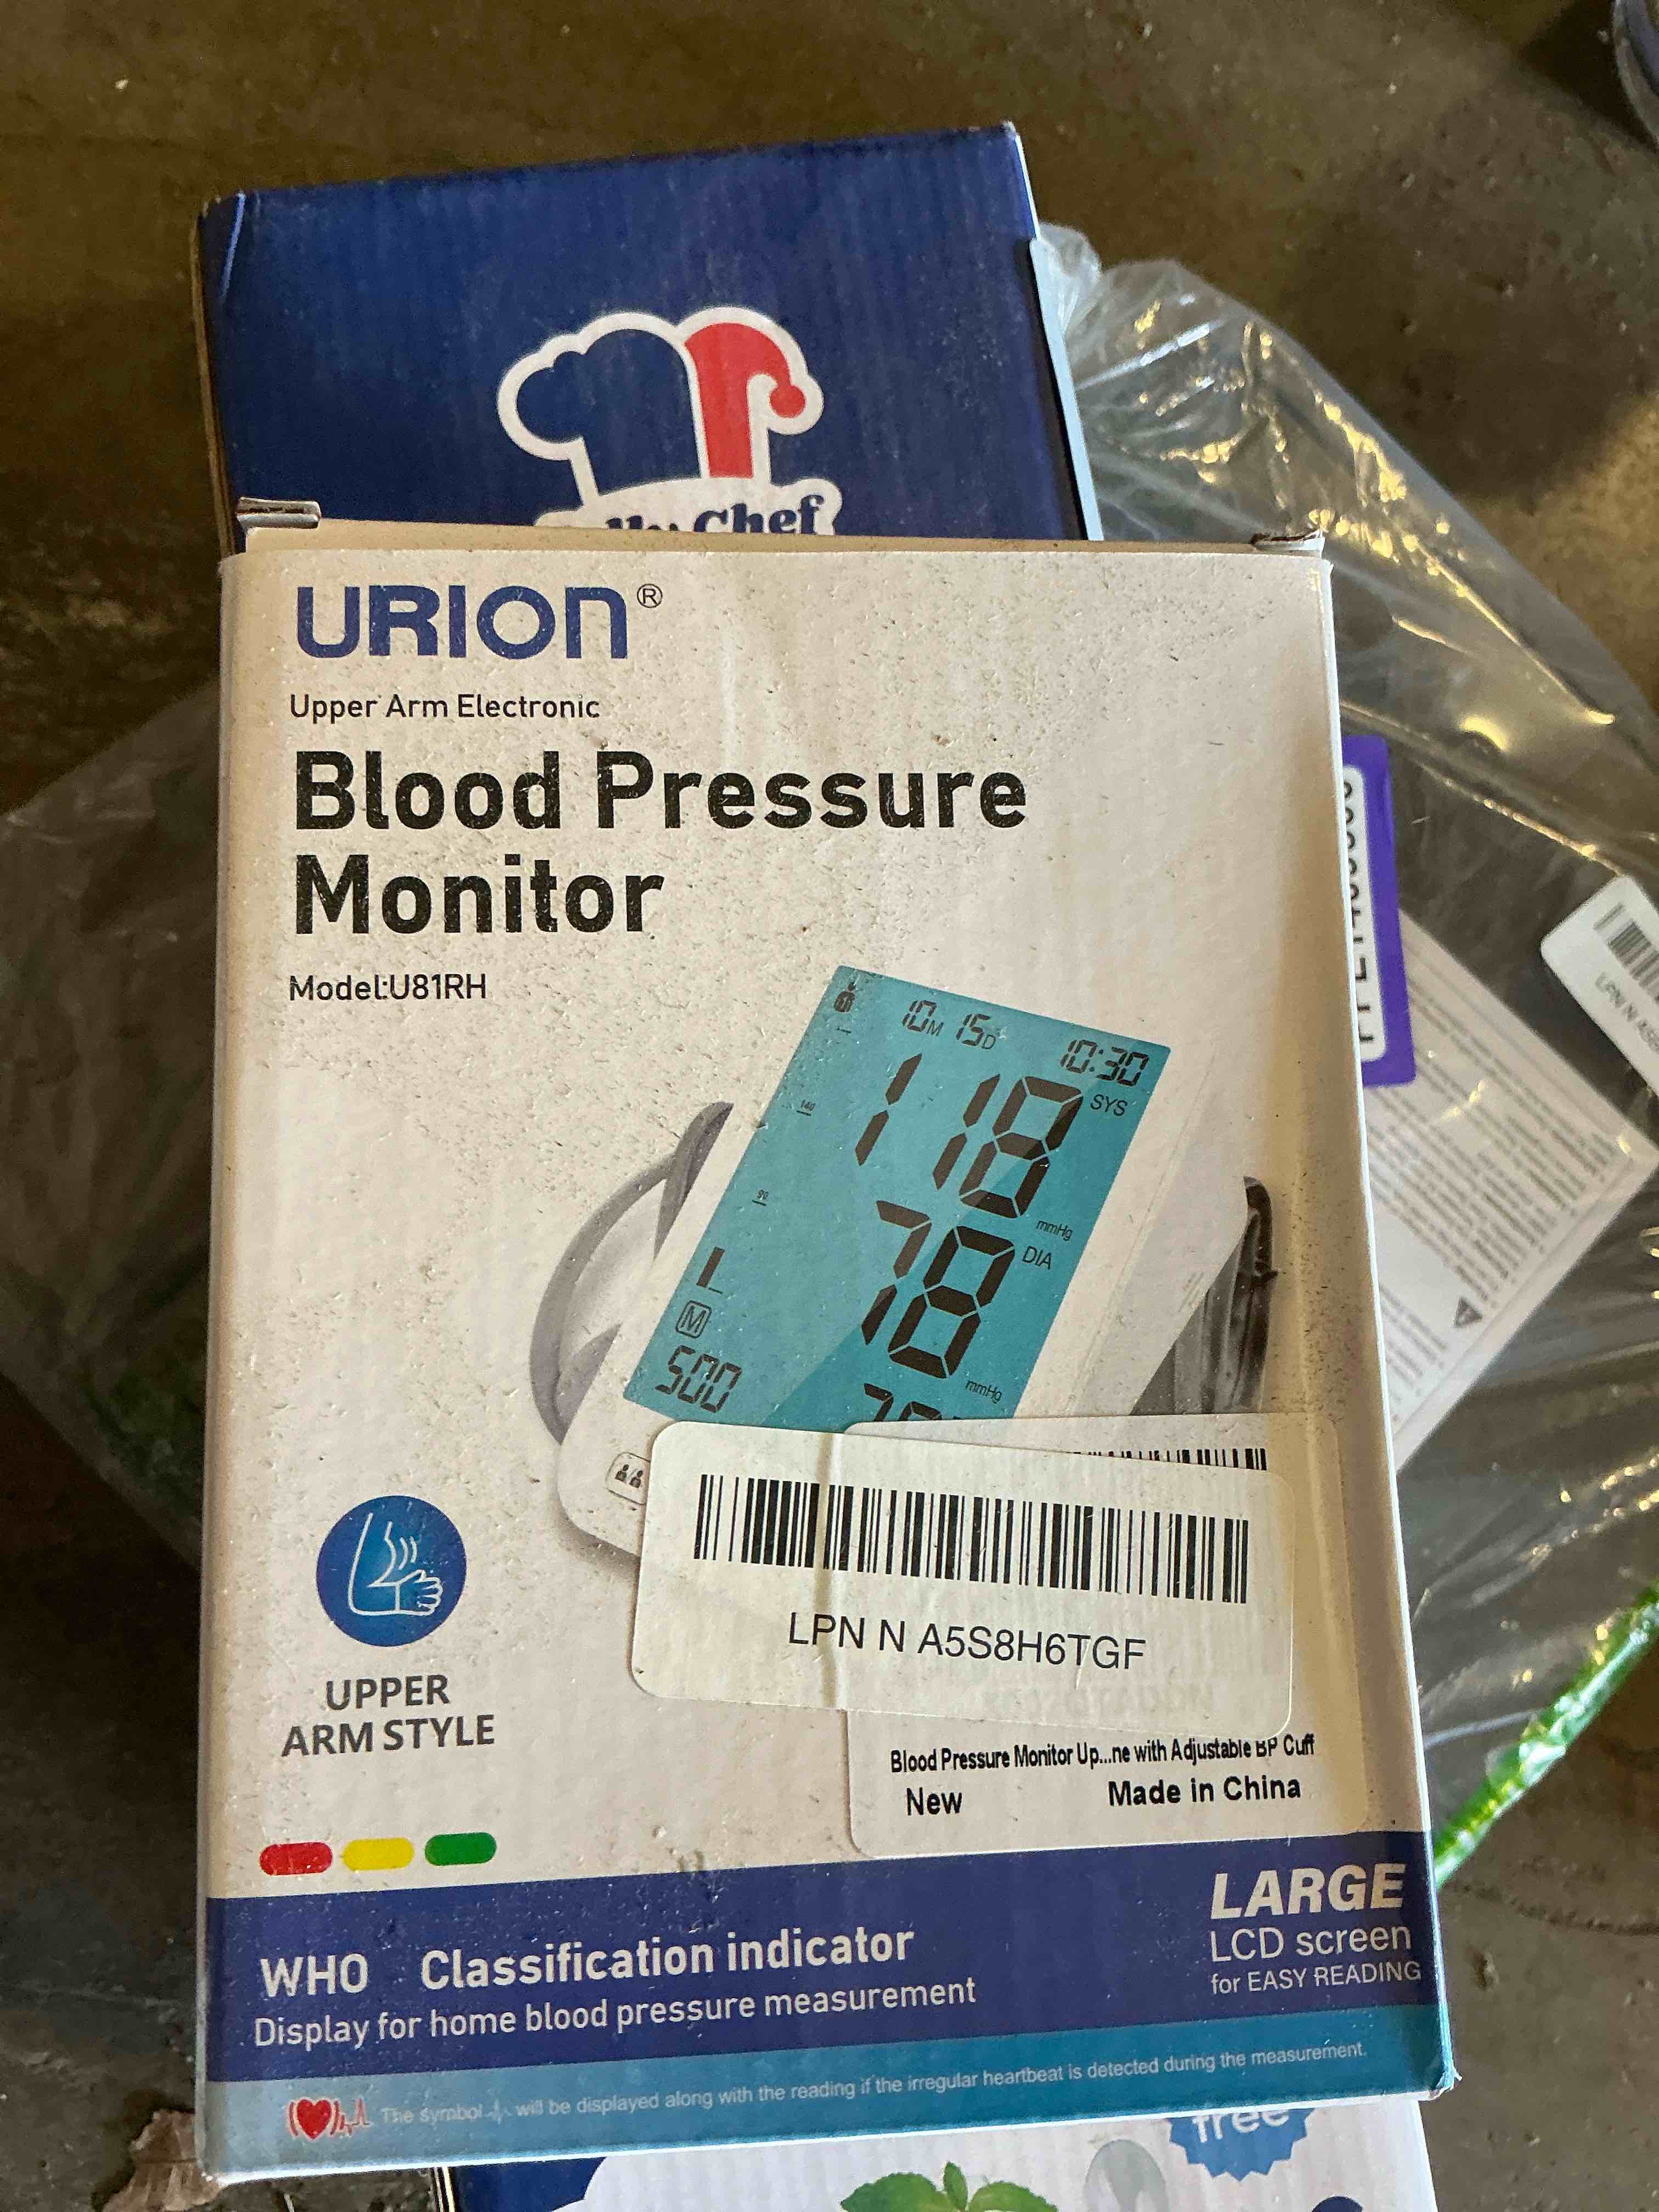 Chef
URION®
Upper Arm Electronic
Blood Pressure
Monitor
Model:U81RH
10M 15D 10:30
118 SYS
140
mmHg
90
78 DIA
mmHg
M
500
LPN N A5S8H6TGF
UPPER
ARM STYLE
Blood Pressure Monitor Up...ne with Adjustable BP Cuff
New Made in China
LARGE
LCD screen
for EASY READING
WHO Classification indicator
Display for home blood pressure measurement
The symbol will be displayed along with the reading if the irregular heartbeat is detected during the measurement.
free